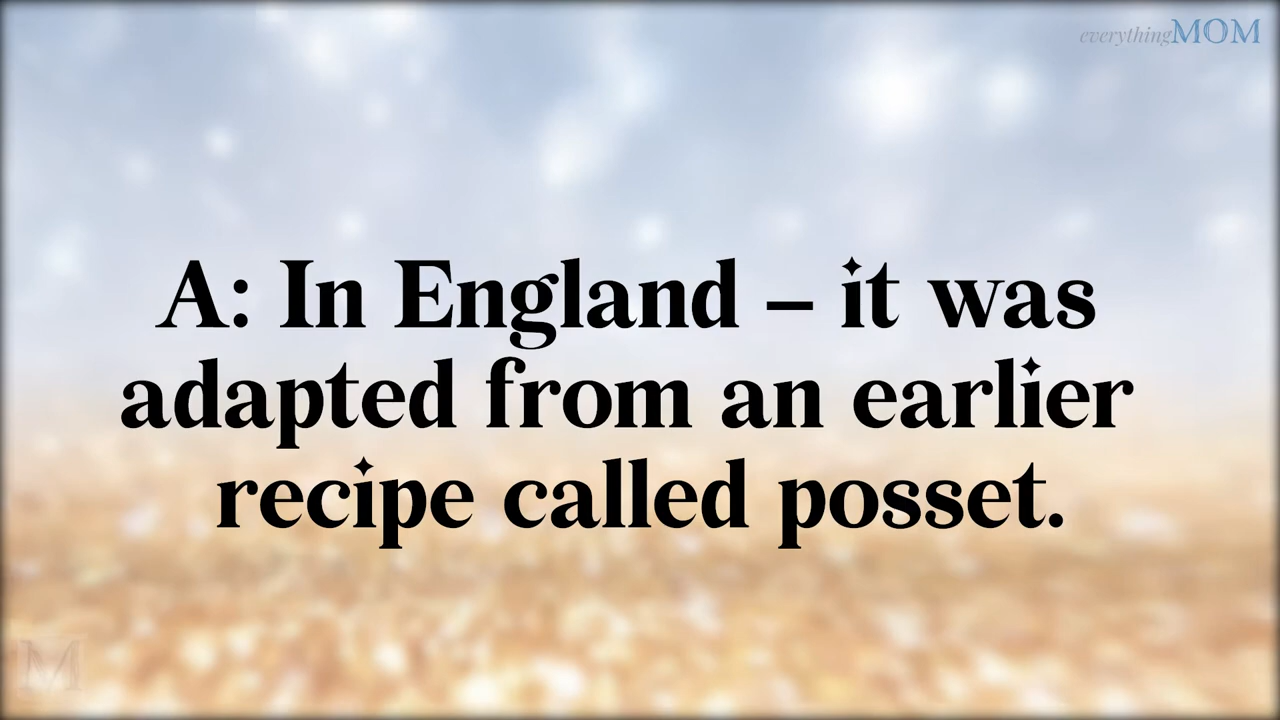 everythingMOM
A: In England – it was
adapted from an earlier
recipe called posset.
M